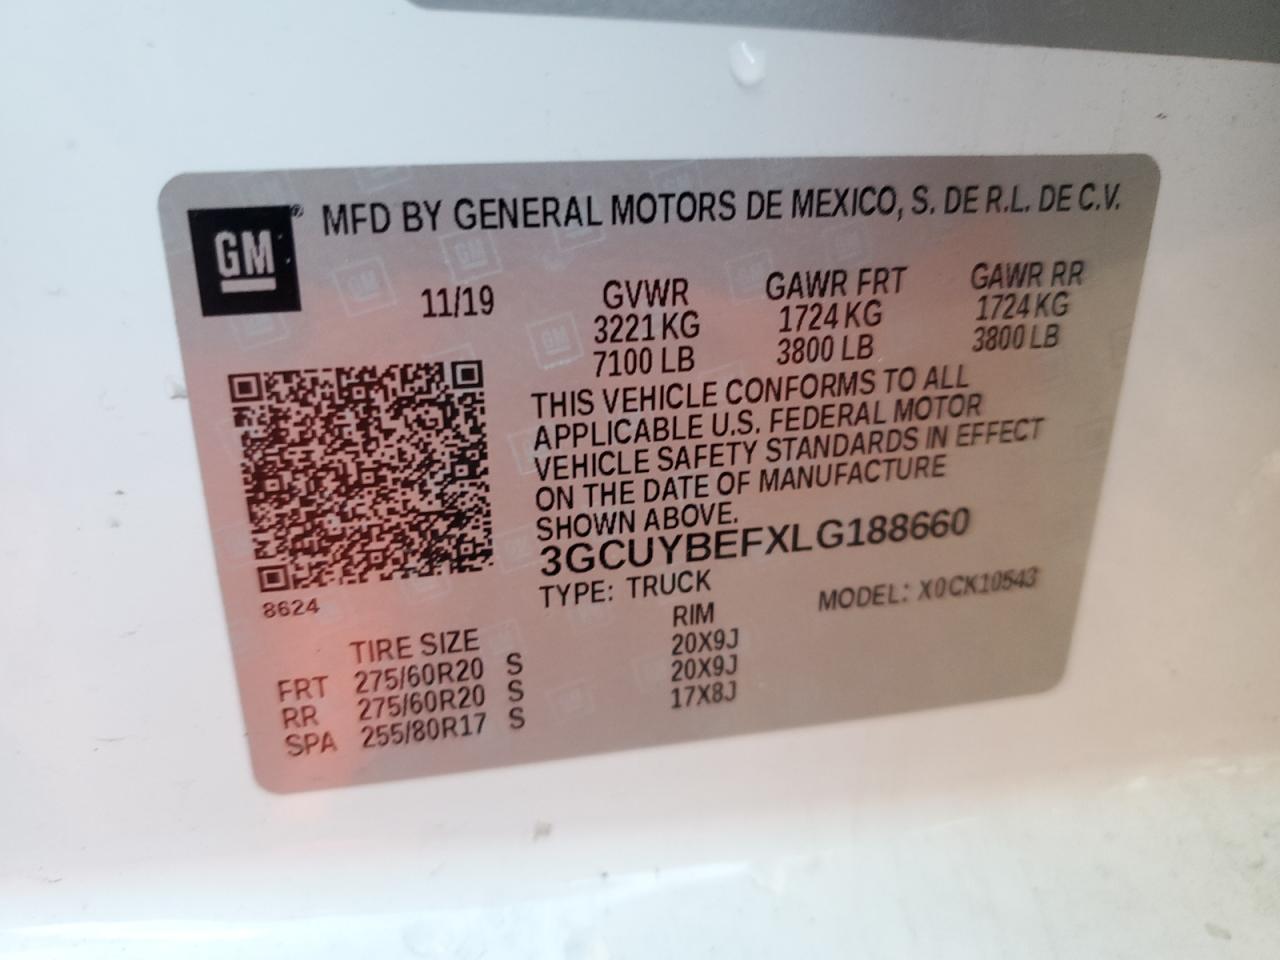 GM ® MFD BY GENERAL MOTORS DE MEXICO, S. DE R.L. DE C.V.
11/19 GVWR GAWR FRT GAWR RR
3221 KG 1724 KG 1724 KG
7100 LB 3800 LB 3800 LB
THIS VEHICLE CONFORMS TO ALL
APPLICABLE U.S. FEDERAL MOTOR
VEHICLE SAFETY STANDARDS IN EFFECT
ON THE DATE OF MANUFACTURE
SHOWN ABOVE.
3GCUYBEFXLG188660
8624
TYPE: TRUCK MODEL: X0CK10543
TIRE SIZE RIM
FRT 275/60R20 S 20X9J
RR 275/60R20 S 20X9J
SPA 255/80R17 S 17X8J